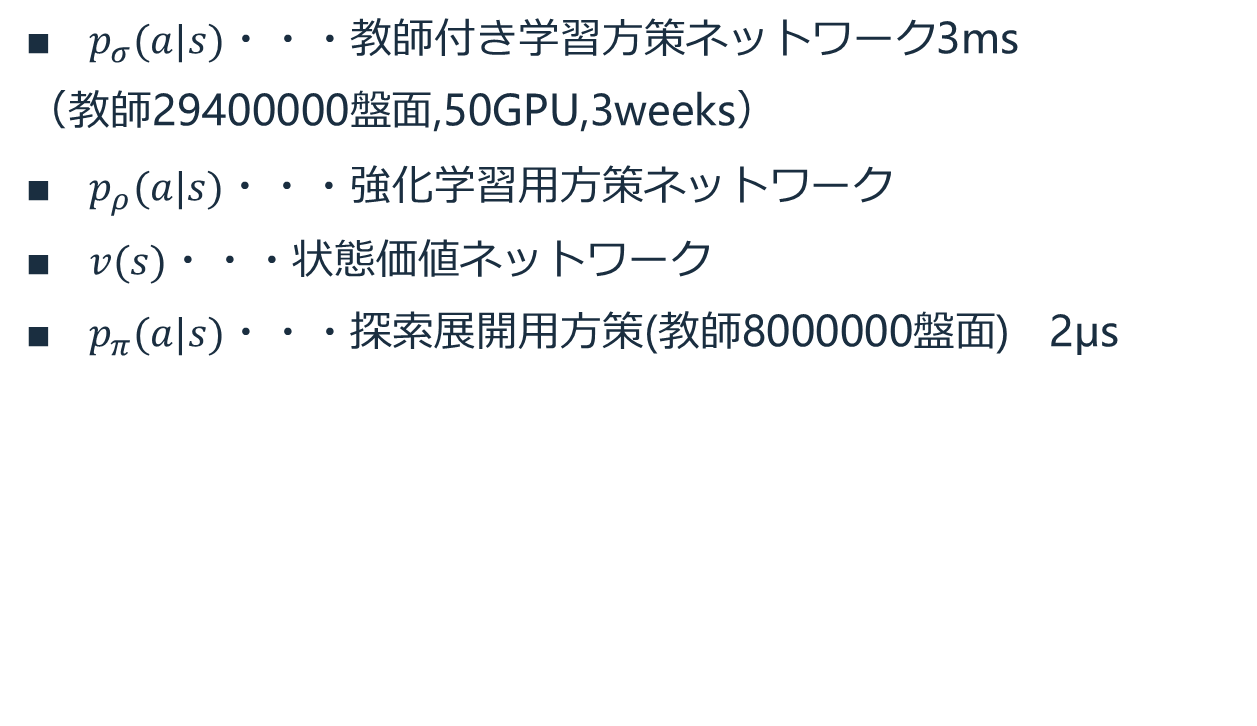 ■ 𝑝𝜎(𝑎|𝑠)・・・教師付き学習方策ネットワーク3ms
（教師29400000盤面,50GPU,3weeks）
■ 𝑝𝜌(𝑎|𝑠)・・・強化学習用方策ネットワーク
■ 𝑣(𝑠)・・・状態価値ネットワーク
■ 𝑝𝜋(𝑎|𝑠)・・・探索展開用方策(教師8000000盤面)　2μs